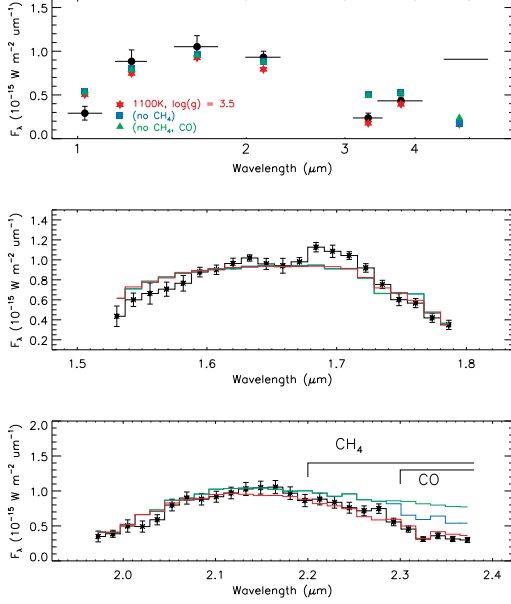 F_λ (10^-15 W m^-2 um^-1)
1.5
1.0
0.5
0.0
1100K, log(g) = 3.5
(no CH_4)
(no CH_4, CO)
1 2 3 4
Wavelength (μm)
F_λ (10^-15 W m^-2 um^-1)
1.4
1.2
1.0
0.8
0.6
0.4
0.2
1.5 1.6 1.7 1.8
Wavelength (μm)
F_λ (10^-15 W m^-2 um^-1)
2.0
1.5
1.0
0.5
0.0
CH_4
CO
2.0 2.1 2.2 2.3 2.4
Wavelength (μm)